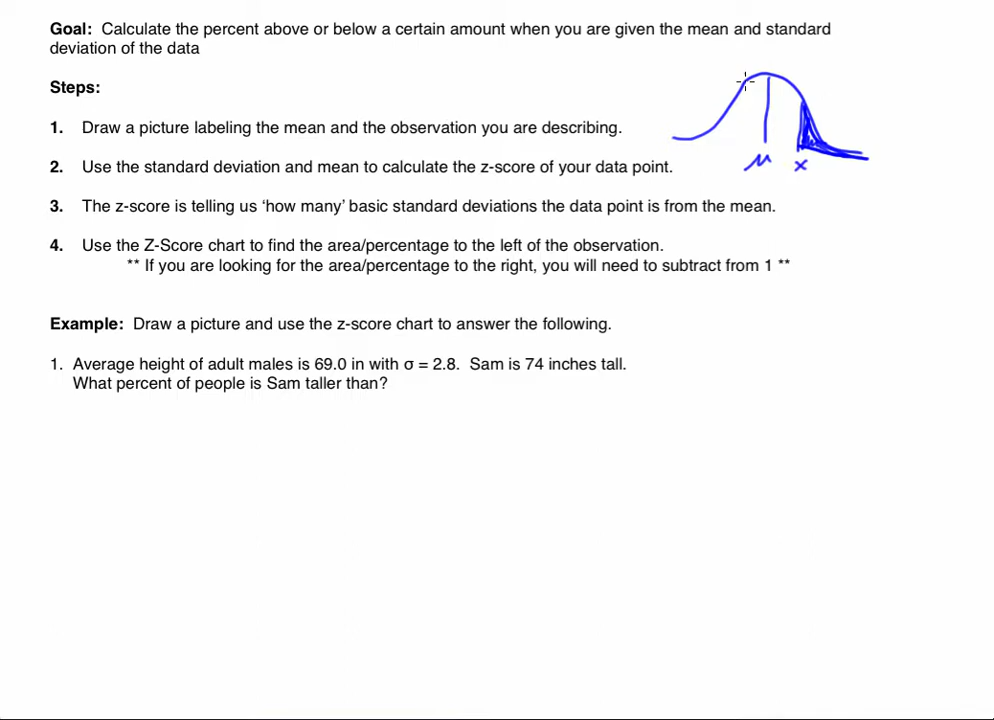 Goal: Calculate the percent above or below a certain amount when you are given the mean and standard
deviation of the data
Steps:
1. Draw a picture labeling the mean and the observation you are describing.
2. Use the standard deviation and mean to calculate the z-score of your data point.
μ x
3. The z-score is telling us ‘how many’ basic standard deviations the data point is from the mean.
4. Use the Z-Score chart to find the area/percentage to the left of the observation.
** If you are looking for the area/percentage to the right, you will need to subtract from 1 **
Example: Draw a picture and use the z-score chart to answer the following.
1. Average height of adult males is 69.0 in with σ = 2.8. Sam is 74 inches tall.
What percent of people is Sam taller than?